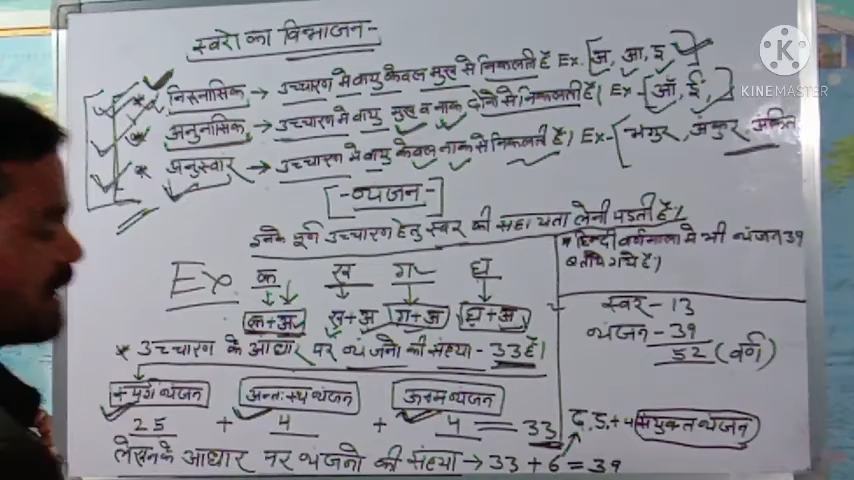 स्वरो का विभाजन-
* निरनुनासिक → उच्चारण मे वायु केवल मुख से निकलती है Ex. [अ, आ, इ]
* अनुनासिक → उच्चारण मे वायु मुख व नाक दोनो से निकलती है। Ex - [आँ, ईं,]
* अनुस्वार → उच्चारण मे वायु केवल नाक से निकलती है। Ex - [भंगुर, अंकुर, अंकित
[-व्यंजन-]
इनके पूर्ण उच्चारण हेतु स्वर की सहायता लेनी पडती है।
* हिन्दी वर्णमाला मे भी व्यंजन 39
बताये गये है।
Ex क ख ग घ
क+अ ख+अ ग+अ घ+अ
स्वर - 13
व्यंजन - 39
52 (वर्ण)
* उच्चारण के आधार पर व्यंजनो की संख्या - 33 है।
स्पर्श व्यंजन अन्तःस्थ व्यंजन ऊष्म व्यंजन
25 + 4 + 4 = 33
ढ़, ड़ + 4 संयुक्त व्यंजन
लेखन के आधार पर व्यंजनो की संख्या → 33 + 6 = 39
KINEMASTER